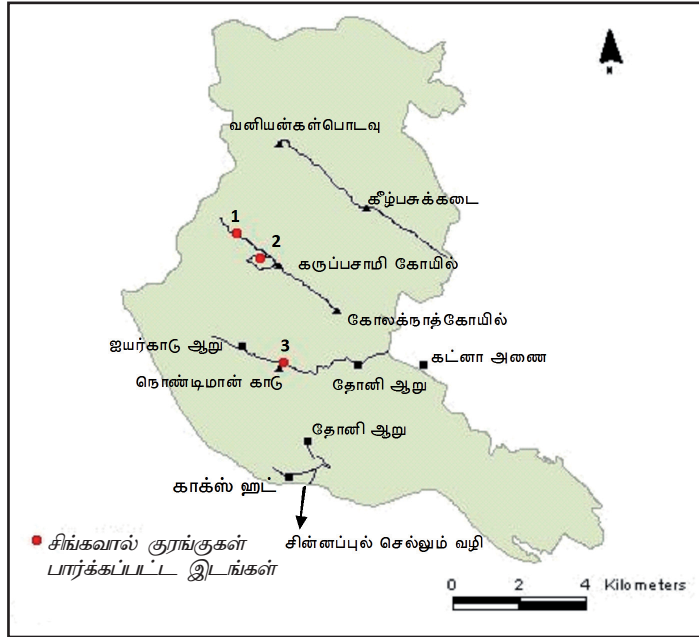 N
வனியன்கள்பொடவு
கீழ்பசுக்கடை
1
2
கருப்பசாமி கோயில்
கோலக்நாத்கோயில்
ஐயர்காடு ஆறு
3
கட்னா அணை
நொண்டிமான் காடு
தோனி ஆறு
தோனி ஆறு
காக்ஸ் ஹட்
சின்னப்புல் செல்லும் வழி
சிங்கவால் குரங்குகள்
பார்க்கப்பட்ட இடங்கள்
0 2 4 Kilometers